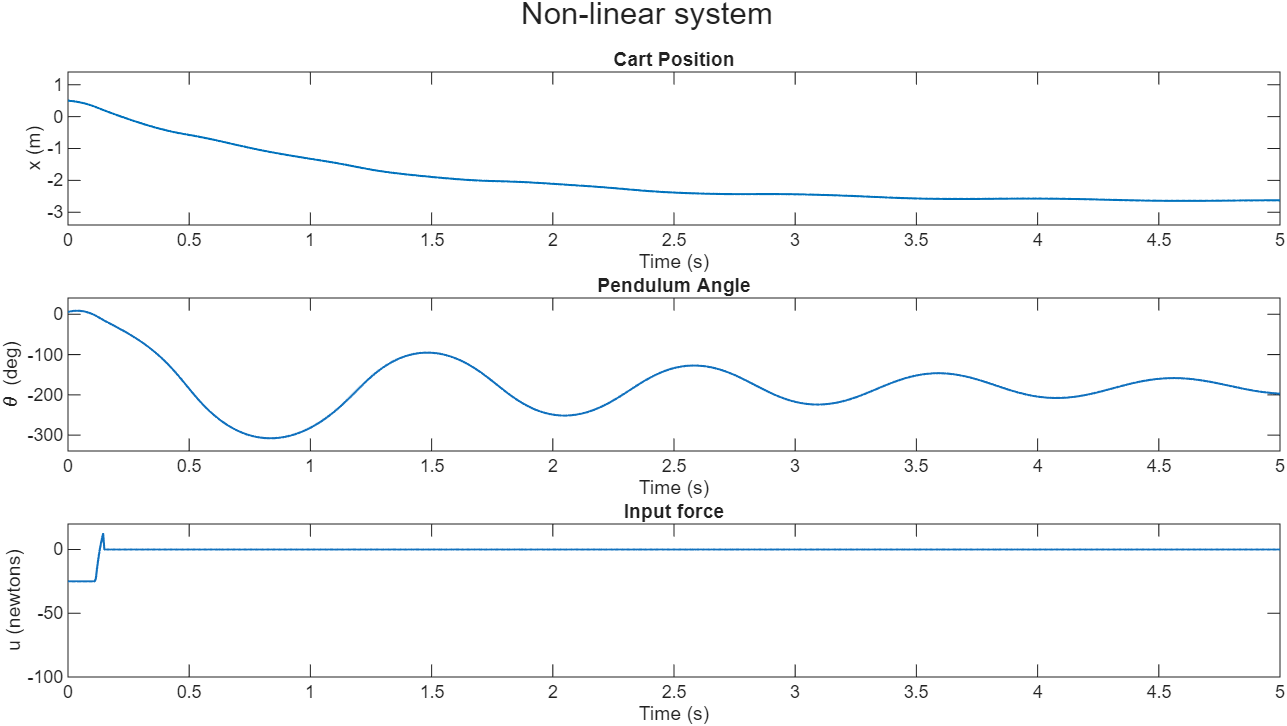 Non-linear system
Cart Position
x (m)
1
0
-1
-2
-3
0 0.5 1 1.5 2 2.5 3 3.5 4 4.5 5
Time (s)
Pendulum Angle
θ (deg)
0
-100
-200
-300
0 0.5 1 1.5 2 2.5 3 3.5 4 4.5 5
Time (s)
Input force
u (newtons)
0
-50
-100
0 0.5 1 1.5 2 2.5 3 3.5 4 4.5 5
Time (s)